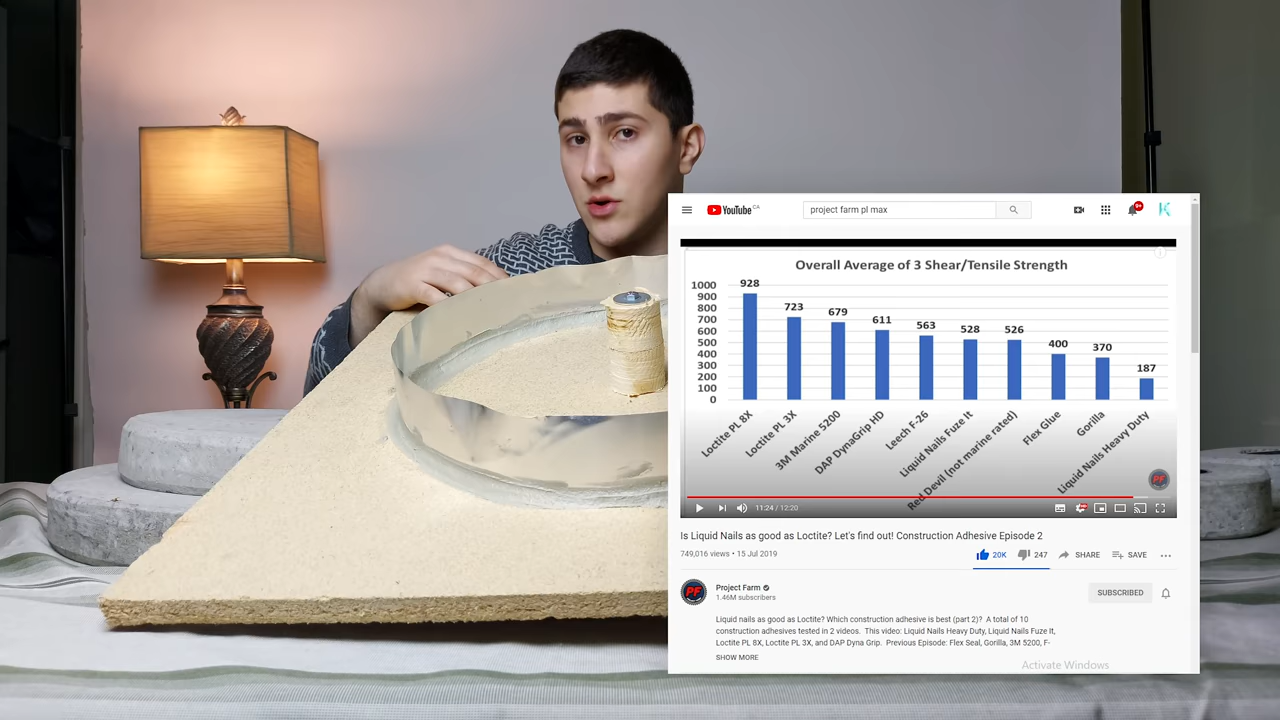 YouTube CA
project farm pl max
9+
Overall Average of 3 Shear/Tensile Strength
1000
900
800
700
600
500
400
300
200
100
0
928
723
679
611
563
528
526
400
370
187
Loctite PL 8X
Loctite PL 3X
3M Marine 5200
DAP DynaGrip HD
Leech F-26
Liquid Nails Fuze It
Red Devil (not marine rated)
Flex Glue
Gorilla
Liquid Nails Heavy Duty
PF
11:24 / 12:20
Is Liquid Nails as good as Loctite? Let's find out! Construction Adhesive Episode 2
749,016 views • 15 Jul 2019
20K
247
SHARE
SAVE
PF
Project Farm
1.46M subscribers
SUBSCRIBED
Liquid nails as good as Loctite? Which construction adhesive is best (part 2)? A total of 10
construction adhesives tested in 2 videos. This video: Liquid Nails Heavy Duty, Liquid Nails Fuze It,
Loctite PL 8X, Loctite PL 3X, and DAP Dyna Grip. Previous Episode: Flex Seal, Gorilla, 3M 5200, F-
SHOW MORE
Activate Windows